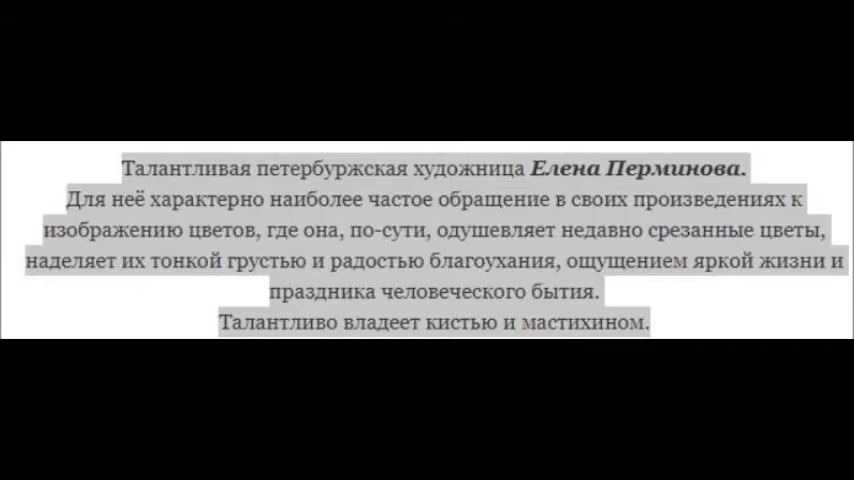 Талантливая петербуржская художница Елена Перминова.
Для неё характерно наиболее частое обращение в своих произведениях к
изображению цветов, где она, по-сути, одушевляет недавно срезанные цветы,
наделяет их тонкой грустью и радостью благоухания, ощущением яркой жизни и
праздника человеческого бытия.
Талантливо владеет кистью и мастихином.